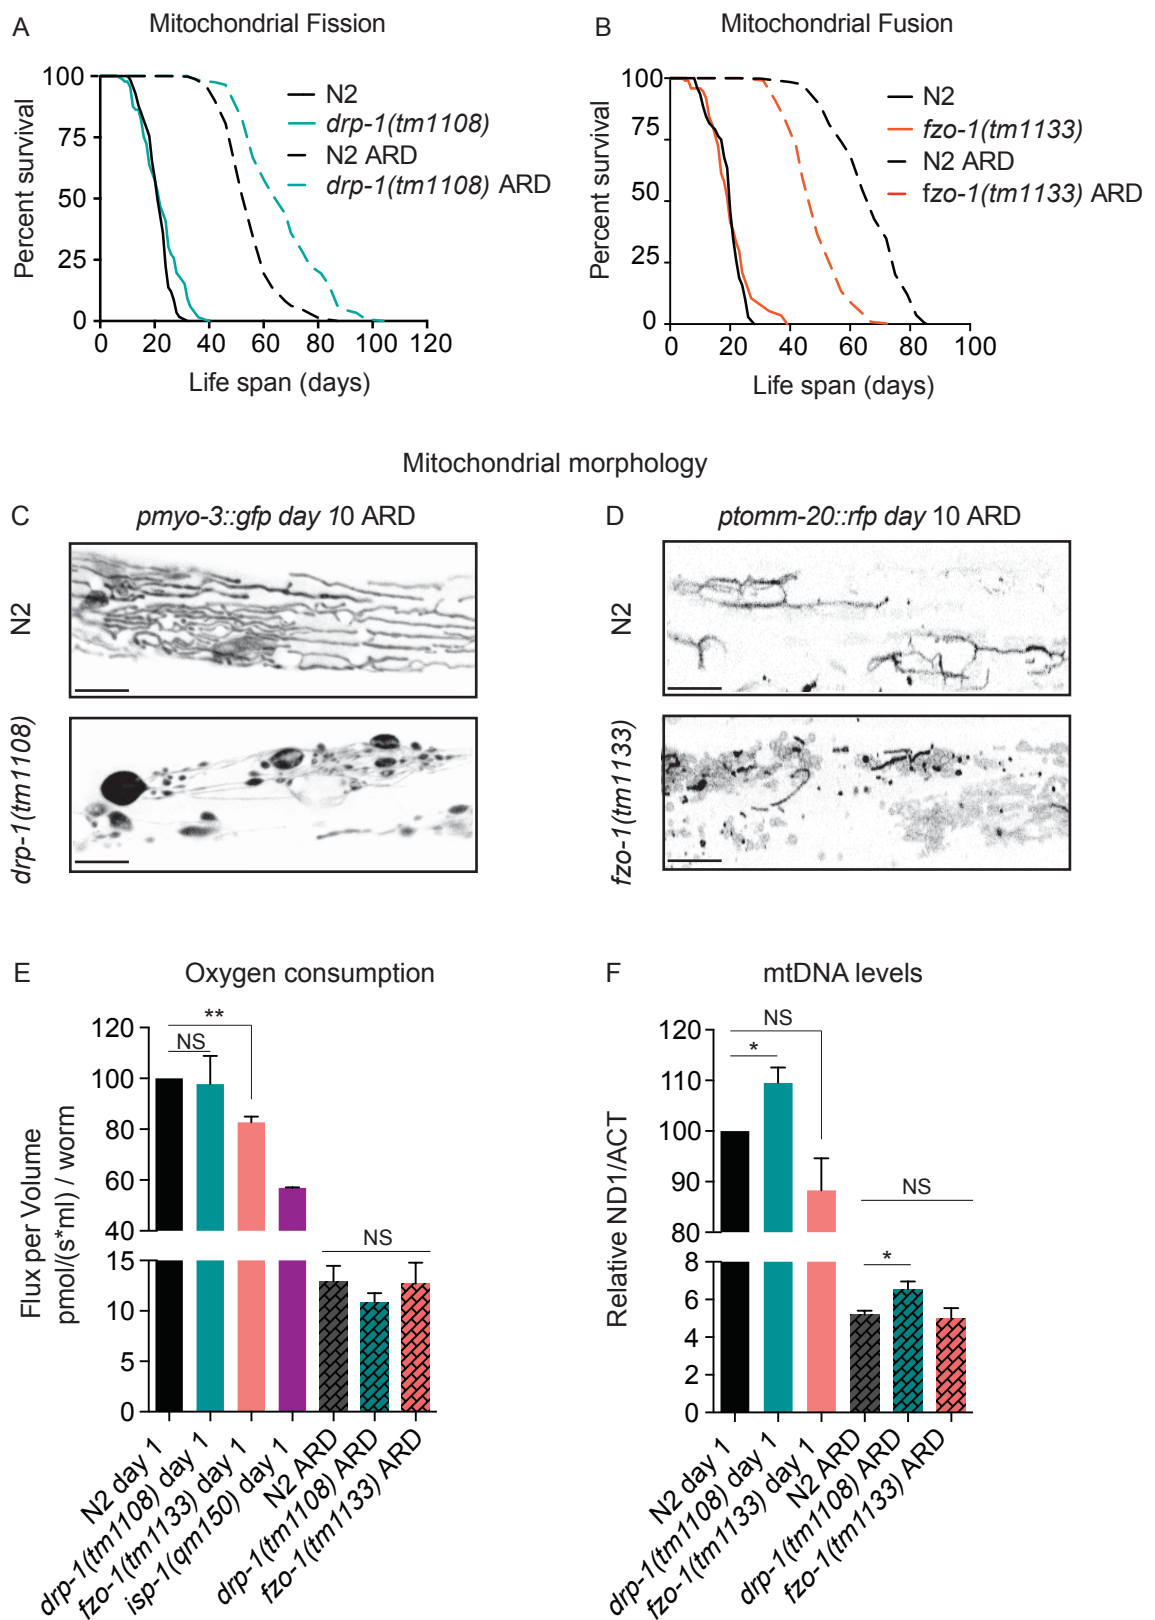 A
Mitochondrial Fission
100
75
50
25
0
Percent survival
0 20 40 60 80 100 120
Life span (days)
N2
drp-1(tm1108)
N2 ARD
drp-1(tm1108) ARD
B
Mitochondrial Fusion
100
75
50
25
0
Percent survival
0 20 40 60 80 100
Life span (days)
N2
fzo-1(tm1133)
N2 ARD
fzo-1(tm1133) ARD
Mitochondrial morphology
C
pmyo-3::gfp day 10 ARD
N2
drp-1(tm1108)
D
ptomm-20::rfp day 10 ARD
N2
fzo-1(tm1133)
E
Oxygen consumption
Flux per Volume
pmol/(s*ml) / worm
120
100
80
60
40
15
10
5
0
**
NS
NS
N2 day 1
drp-1(tm1108) day 1
fzo-1(tm1133) day 1
isp-1(qm150) day 1
N2 ARD
drp-1(tm1108) ARD
fzo-1(tm1133) ARD
F
mtDNA levels
Relative ND1/ACT
120
110
100
90
80
8
6
4
2
0
NS
*
NS
*
N2 day 1
drp-1(tm1108) day 1
fzo-1(tm1133) day 1
N2 ARD
drp-1(tm1108) ARD
fzo-1(tm1133) ARD